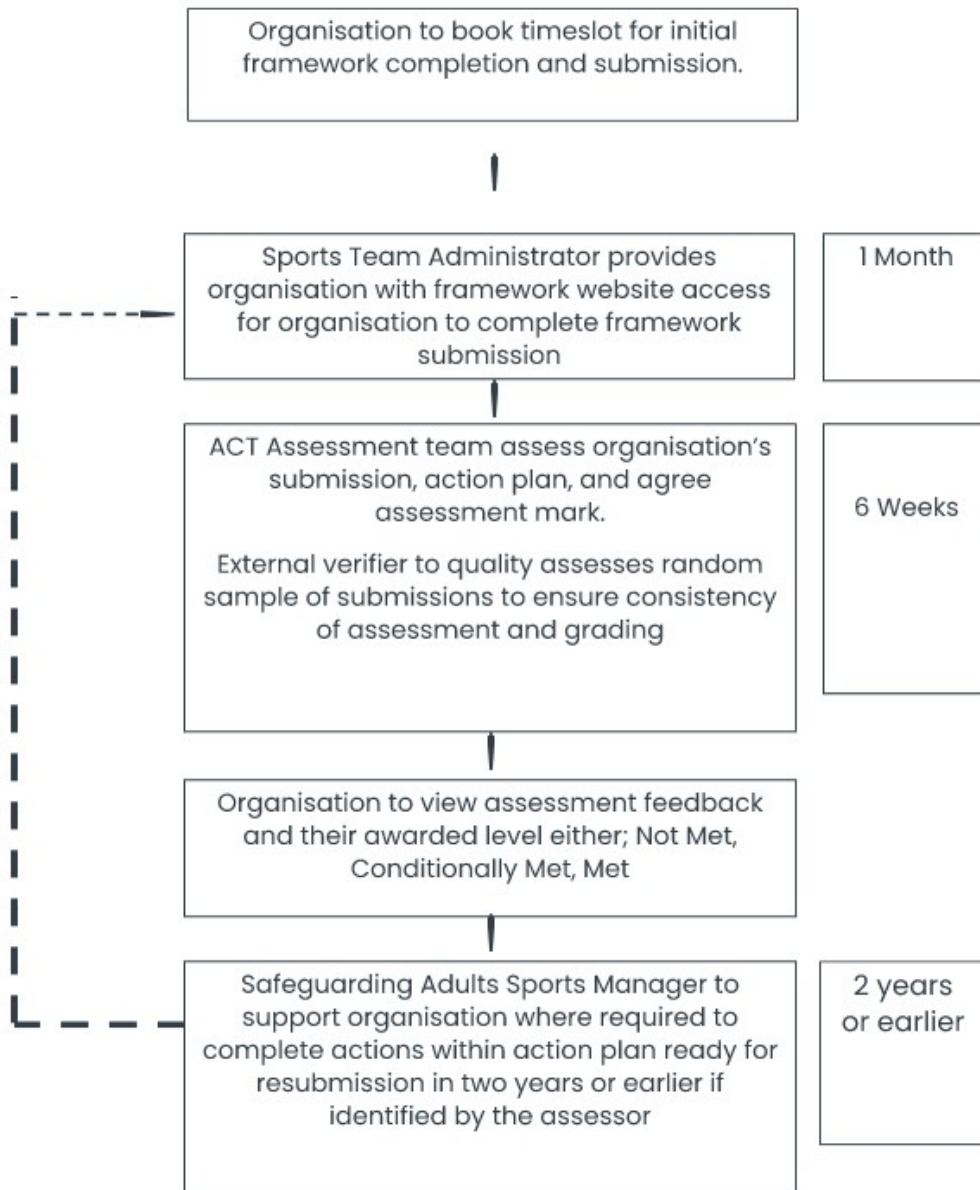 Organisation to book timeslot for initial
framework completion and submission.
Sports Team Administrator provides
organisation with framework website access
for organisation to complete framework
submission
1 Month
ACT Assessment team assess organisation's
submission, action plan, and agree
assessment mark.
External verifier to quality assesses random
sample of submissions to ensure consistency
of assessment and grading
6 Weeks
Organisation to view assessment feedback
and their awarded level either; Not Met,
Conditionally Met, Met
Safeguarding Adults Sports Manager to
support organisation where required to
complete actions within action plan ready for
resubmission in two years or earlier if
identified by the assessor
2 years
or earlier